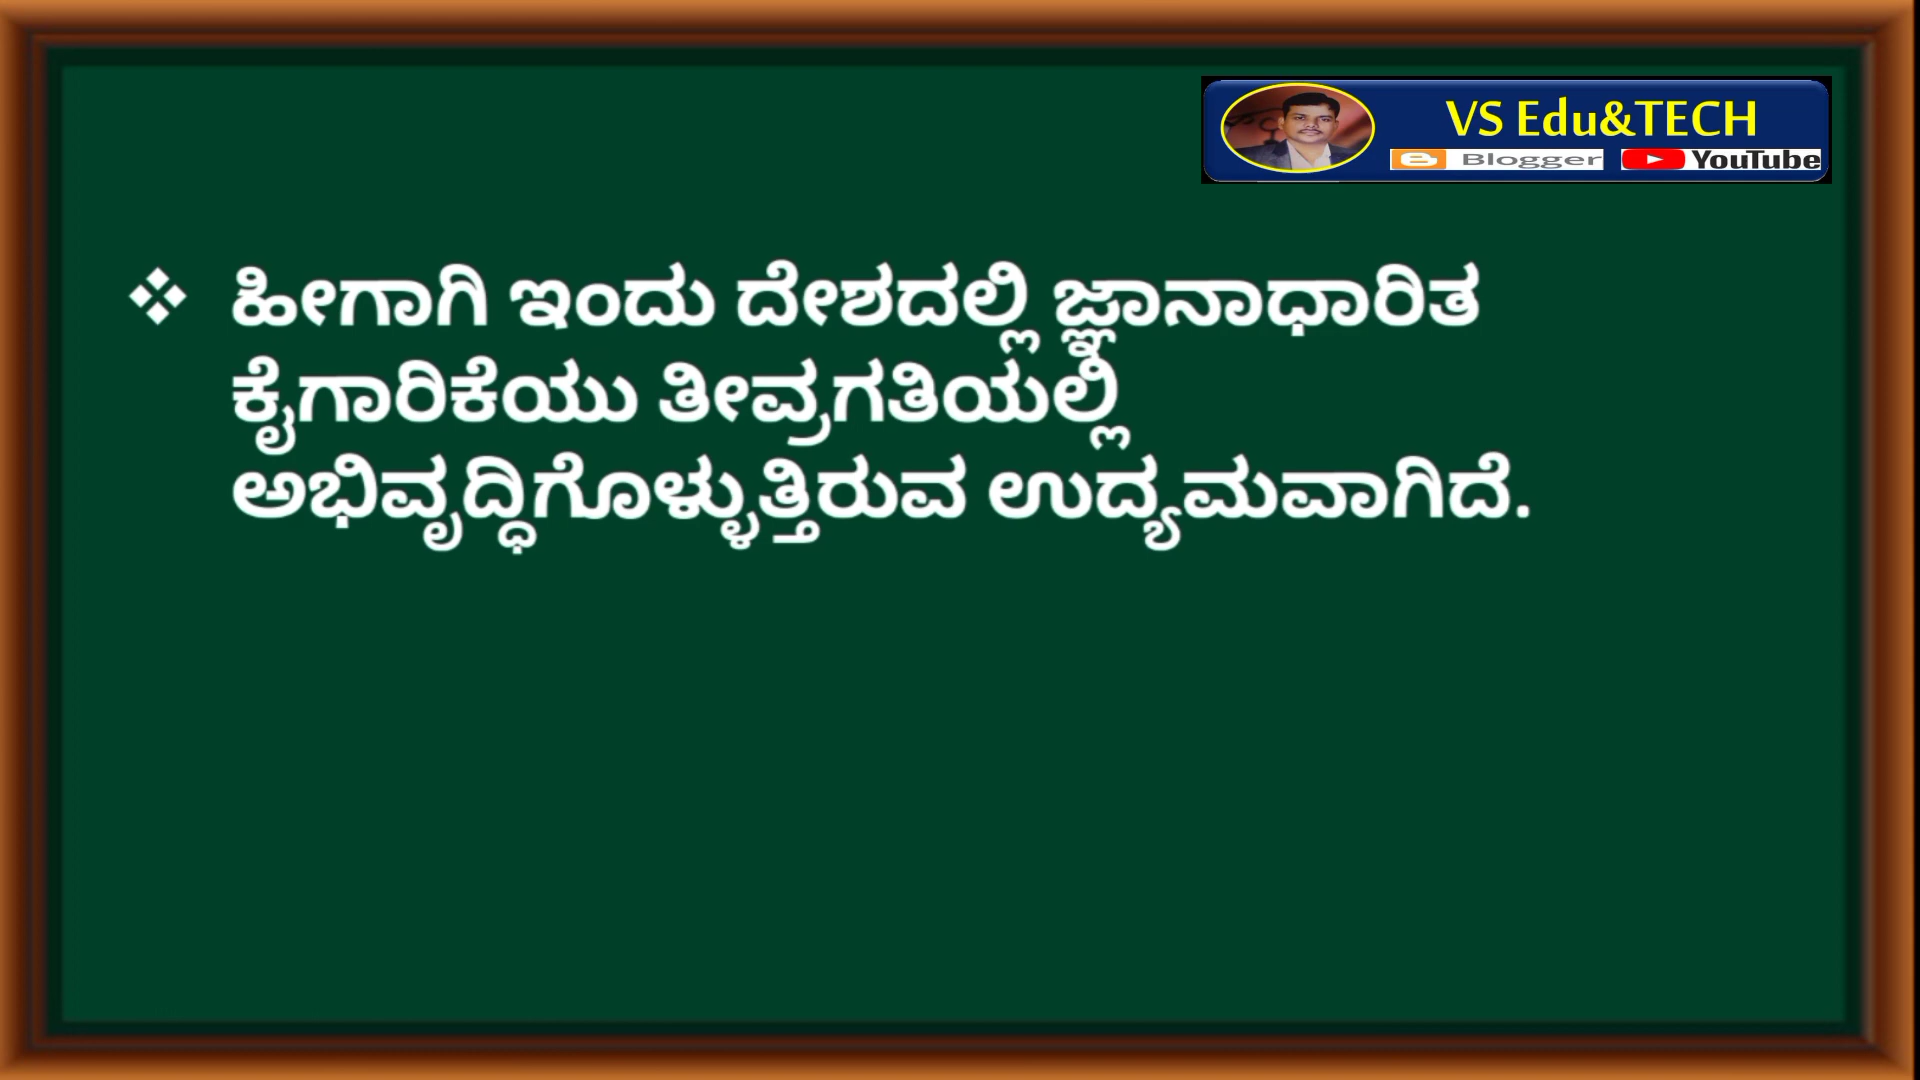 VS Edu&TECH
Blogger YouTube
❖ ಹೀಗಾಗಿ ಇಂದು ದೇಶದಲ್ಲಿ ಜ್ಞಾನಾಧಾರಿತ
ಕೈಗಾರಿಕೆಯು ತೀವ್ರಗತಿಯಲ್ಲಿ
ಅಭಿವೃದ್ಧಿಗೊಳ್ಳುತ್ತಿರುವ ಉದ್ಯಮವಾಗಿದೆ.